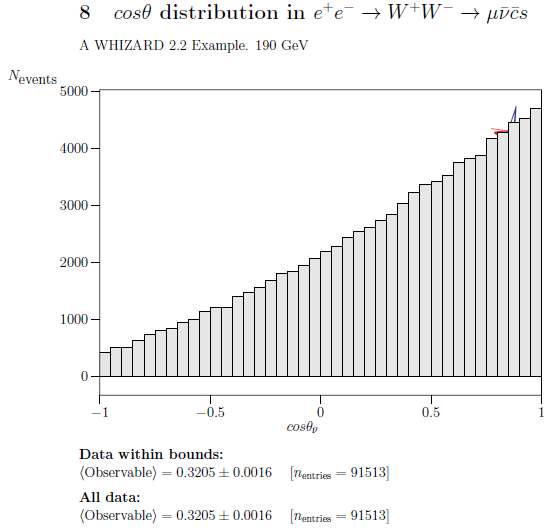 8 cosθ distribution in e⁺e⁻ → W⁺W⁻ → μν̄c̄s
A WHIZARD 2.2 Example. 190 GeV
N_events
5000
4000
3000
2000
1000
0
−1 −0.5 0 0.5 1
cosθ_p
Data within bounds:
⟨Observable⟩ = 0.3205 ± 0.0016 [n_entries = 91513]
All data:
⟨Observable⟩ = 0.3205 ± 0.0016 [n_entries = 91513]